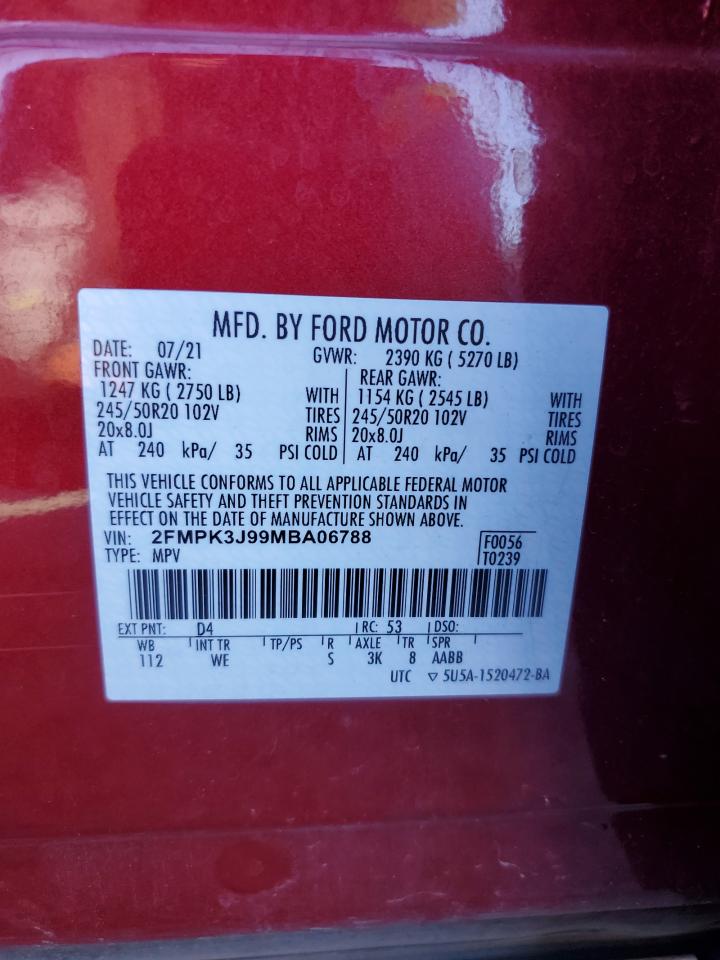 MFD. BY FORD MOTOR CO.
DATE: 07/21 GVWR: 2390 KG ( 5270 LB)
FRONT GAWR: REAR GAWR:
1247 KG ( 2750 LB) WITH 1154 KG ( 2545 LB) WITH
245/50R20 102V TIRES 245/50R20 102V TIRES
20x8.0J RIMS 20x8.0J RIMS
AT 240 kPa/ 35 PSI COLD AT 240 kPa/ 35 PSI COLD
THIS VEHICLE CONFORMS TO ALL APPLICABLE FEDERAL MOTOR
VEHICLE SAFETY AND THEFT PREVENTION STANDARDS IN
EFFECT ON THE DATE OF MANUFACTURE SHOWN ABOVE.
VIN: 2FMPK3J99MBA06788 F0056
TYPE: MPV T0239
EXT PNT: D4 RC: 53 DSO:
WB INT TR TP/PS R AXLE TR SPR
112 WE S 3K 8 AABB
UTC ▽ 5U5A-1520472-BA